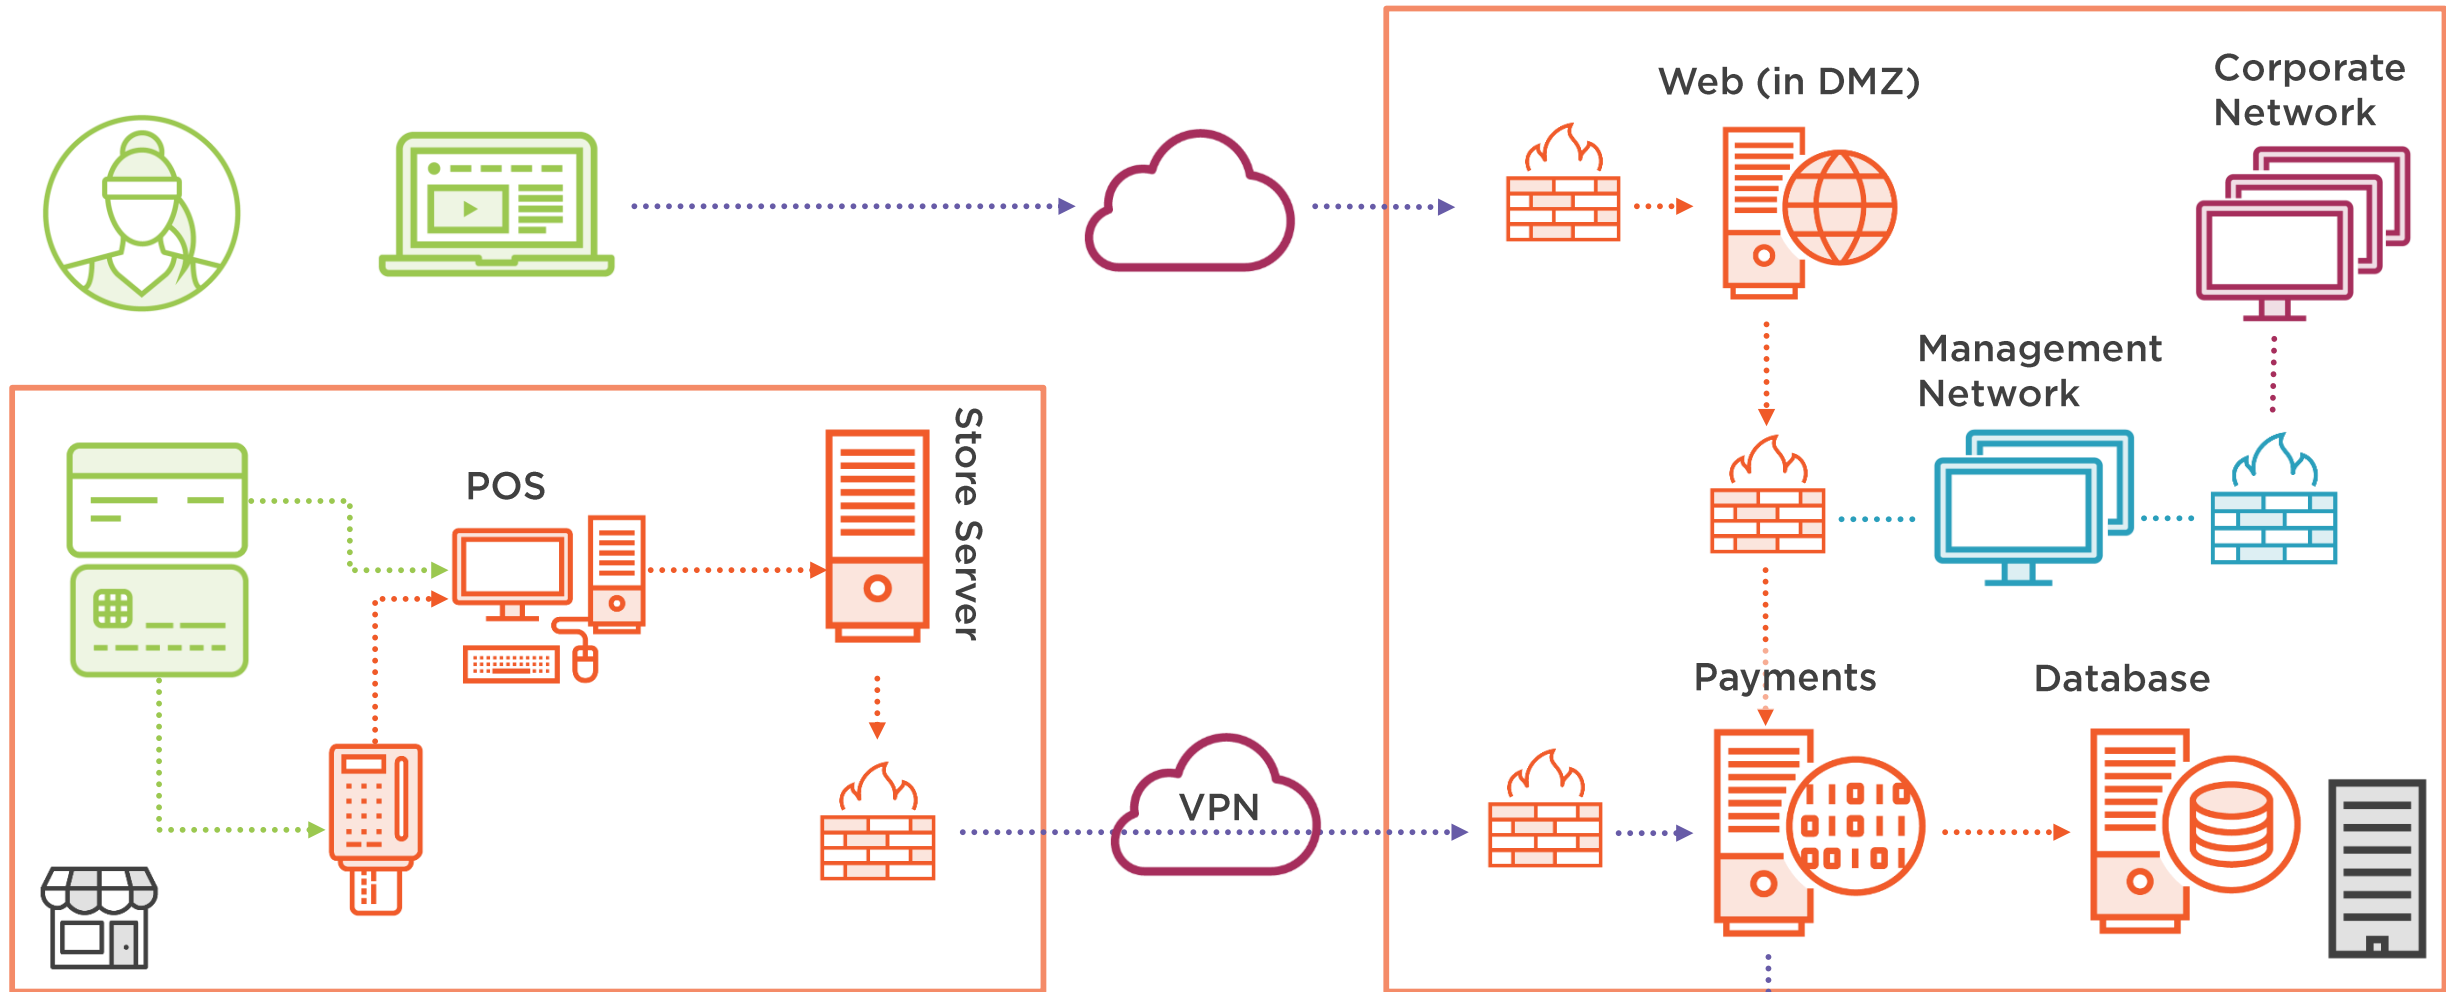 Web (in DMZ)
Corporate
Network
Management
Network
Store Server
POS
Payments
Database
VPN